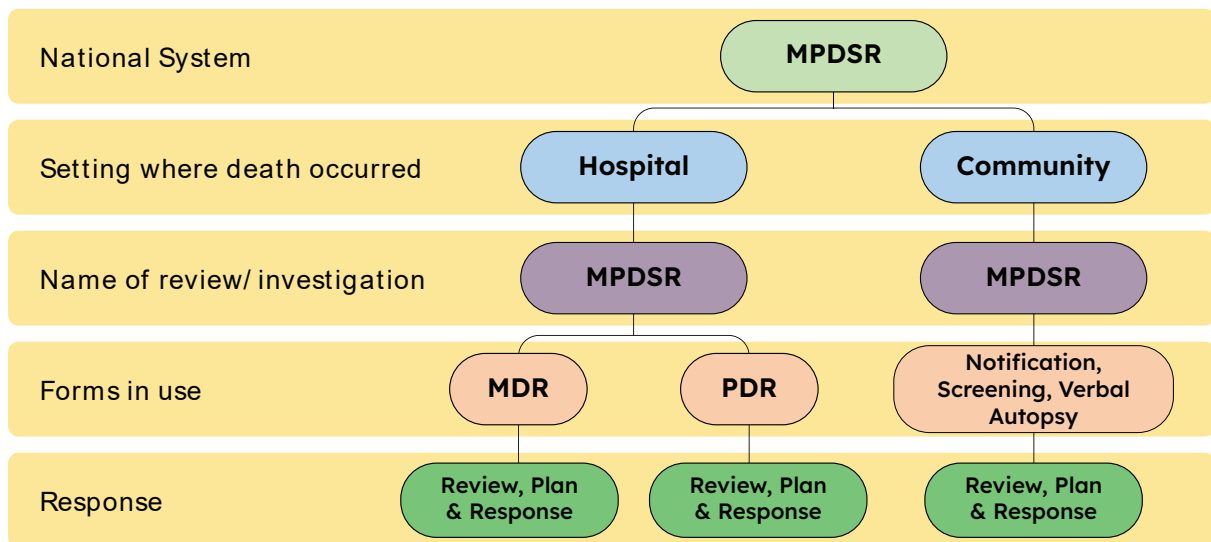 National System
MPDSR
Setting where death occurred
Hospital
Community
Name of review/ investigation
MPDSR
MPDSR
Forms in use
MDR
PDR
Notification,
Screening, Verbal
Autopsy
Response
Review, Plan
& Response
Review, Plan
& Response
Review, Plan
& Response